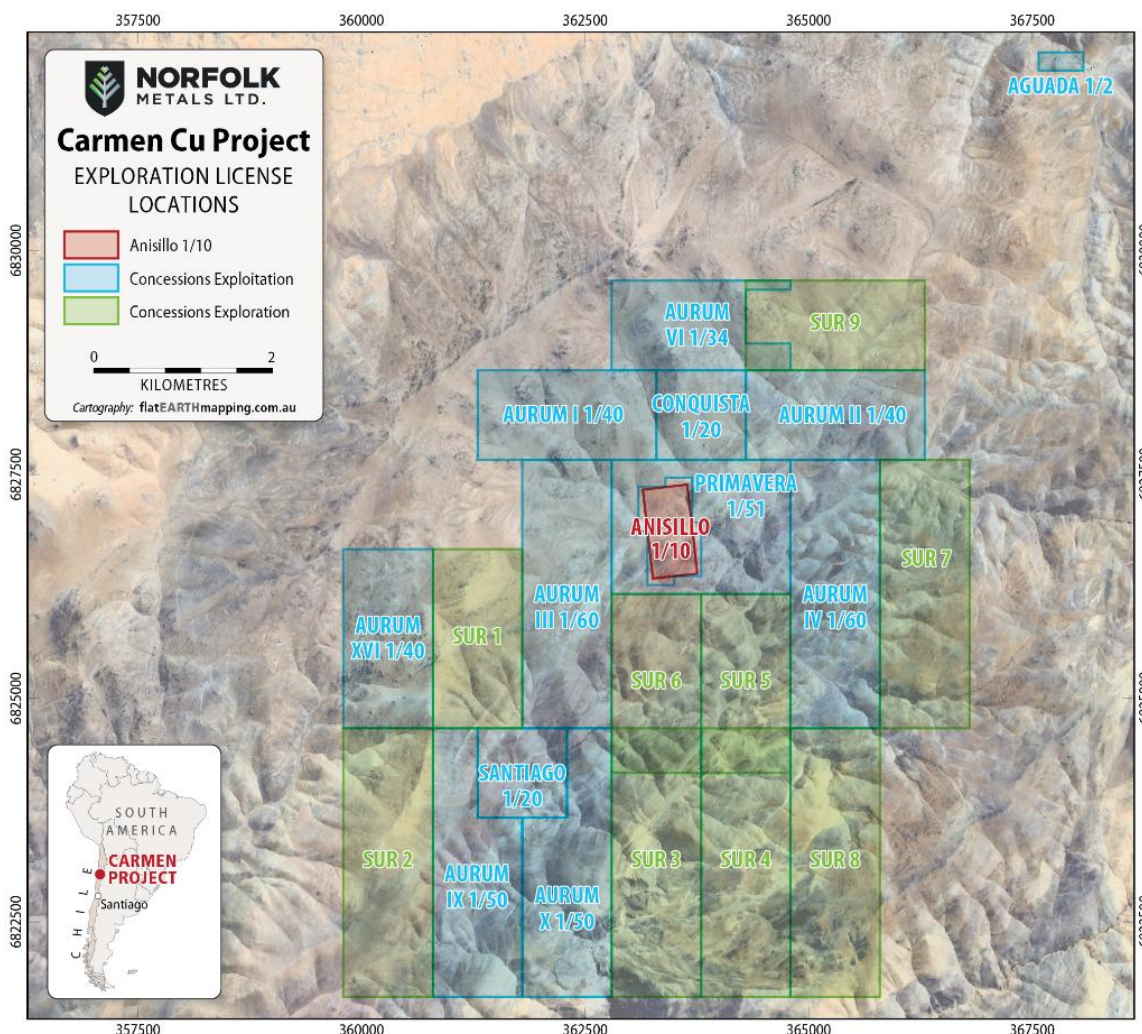 357500 360000 362500 365000 367500
NORFOLK
METALS LTD.
Carmen Cu Project
EXPLORATION LICENSE
LOCATIONS
Anisillo 1/10
Concessions Exploitation
Concessions Exploration
0 2
KILOMETRES
Cartography: flatEARTHmapping.com.au
AGUADA 1/2
6830000 6830000
AURUM
VI 1/34
SUR 9
AURUM I 1/40
CONQUISTA
1/20
AURUM II 1/40
6827500 6827500
PRIMAVERA
1/51
ANISILLO
1/10
SUR 7
AURUM
III 1/60
AURUM
IV 1/60
AURUM
XVI 1/40
SUR 1
SUR 6
SUR 5
6825000 6825000
SANTIAGO
1/20
SUR 2
AURUM
IX 1/50
AURUM
X 1/50
SUR 3
SUR 4
SUR 8
6822500 6822500
SOUTH
AMERICA
CARMEN
PROJECT
Santiago
CHILE
357500 360000 362500 365000 367500